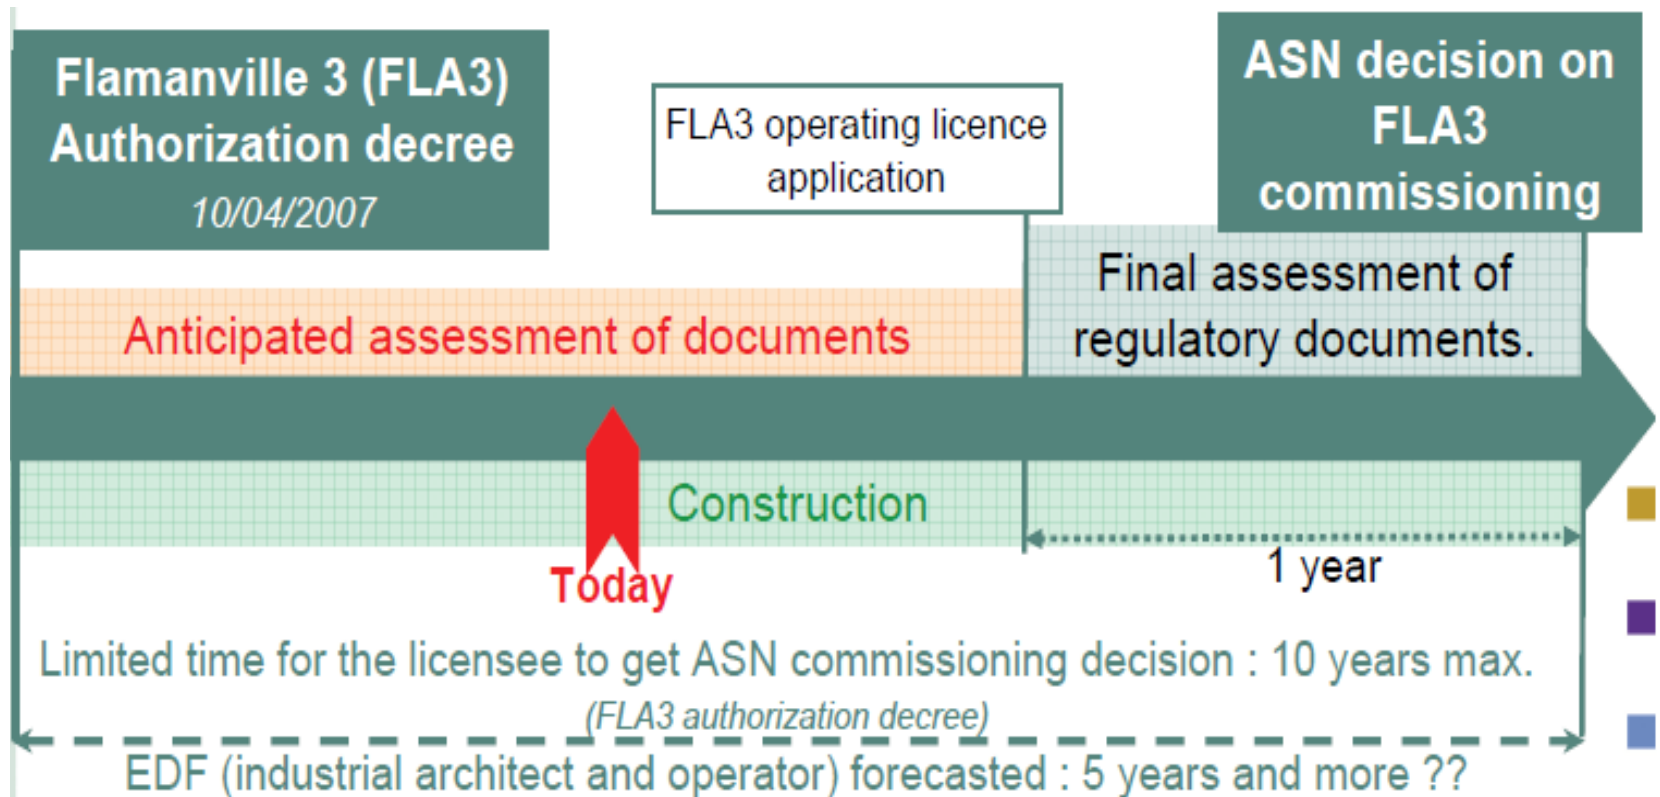 Flamanville 3 (FLA3)
Authorization decree
10/04/2007
FLA3 operating licence
application
ASN decision on
FLA3
commissioning
Anticipated assessment of documents
Final assessment of
regulatory documents.
Construction
Today
1 year
Limited time for the licensee to get ASN commissioning decision : 10 years max.
(FLA3 authorization decree)
EDF (industrial architect and operator) forecasted : 5 years and more ??